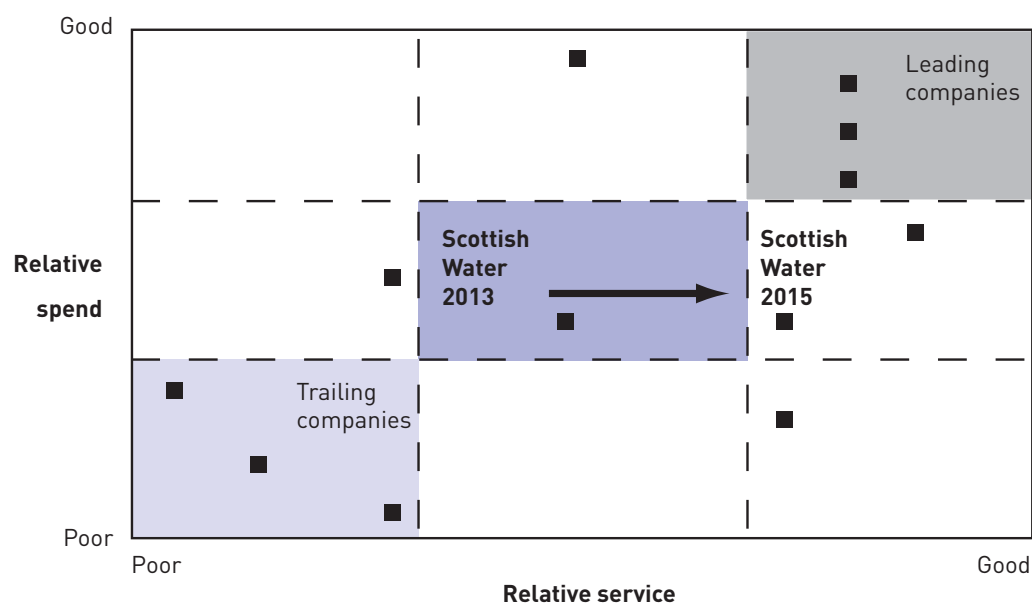 Good
Leading
companies
Scottish
Water
2013
Scottish
Water
2015
Relative
spend
Trailing
companies
Poor
Poor
Good
Relative service